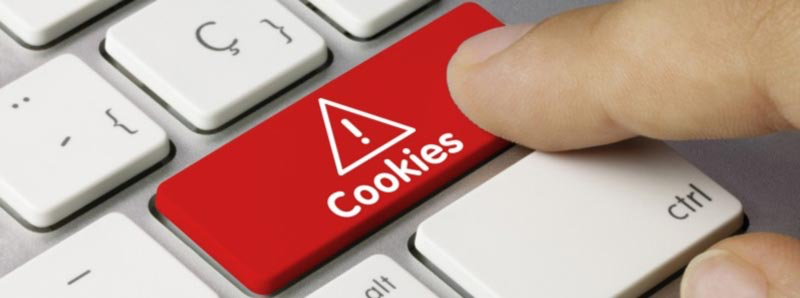 Ç }
¨ ´ {
! Cookies
ctrl
-
alt